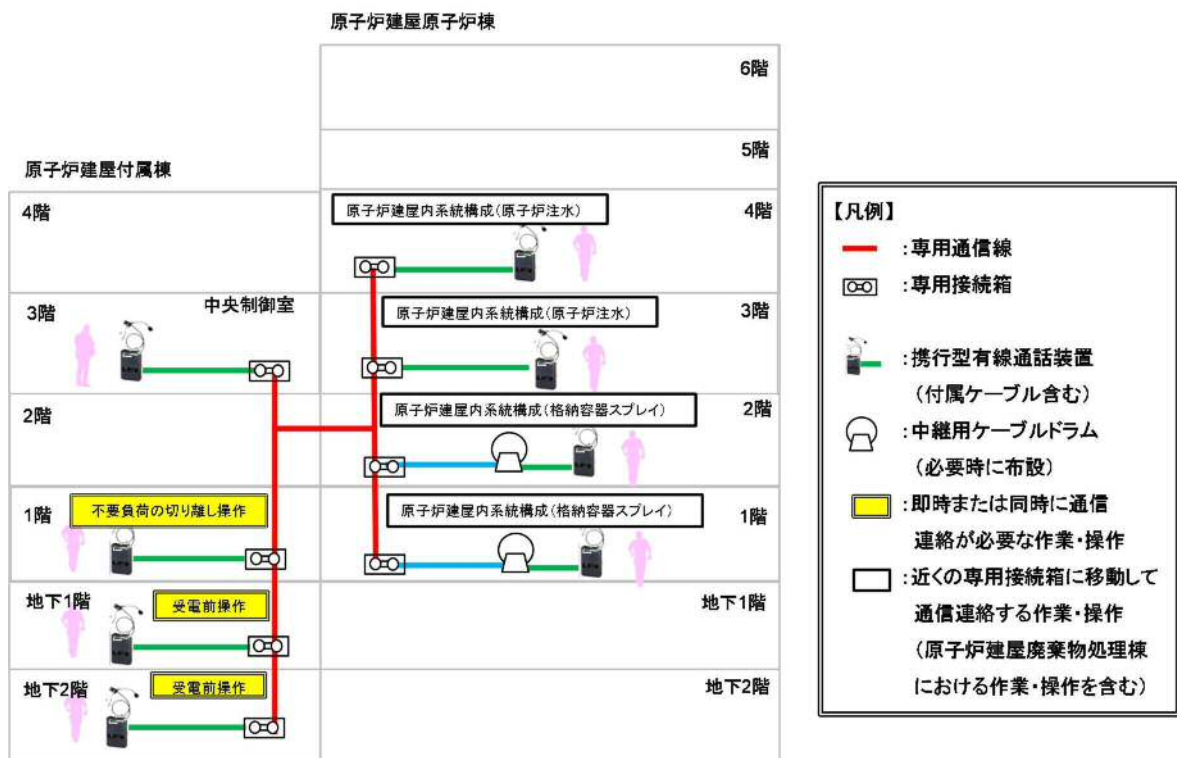 原子炉建屋原子炉棟
6階
5階
原子炉建屋付属棟
4階
原子炉建屋内系統構成(原子炉注水)
4階
3階
中央制御室
原子炉建屋内系統構成(原子炉注水)
3階
2階
原子炉建屋内系統構成(格納容器スプレイ)
2階
1階
不要負荷の切り離し操作
原子炉建屋内系統構成(格納容器スプレイ)
1階
地下1階
受電前操作
地下1階
地下2階
受電前操作
地下2階
【凡例】
:専用通信線
:専用接続箱
:携行型有線通話装置
(付属ケーブル含む)
:中継用ケーブルドラム
(必要時に布設)
:即時または同時に通信
連絡が必要な作業・操作
:近くの専用接続箱に移動して
通信連絡する作業・操作
(原子炉建屋廃棄物処理棟
における作業・操作を含む)